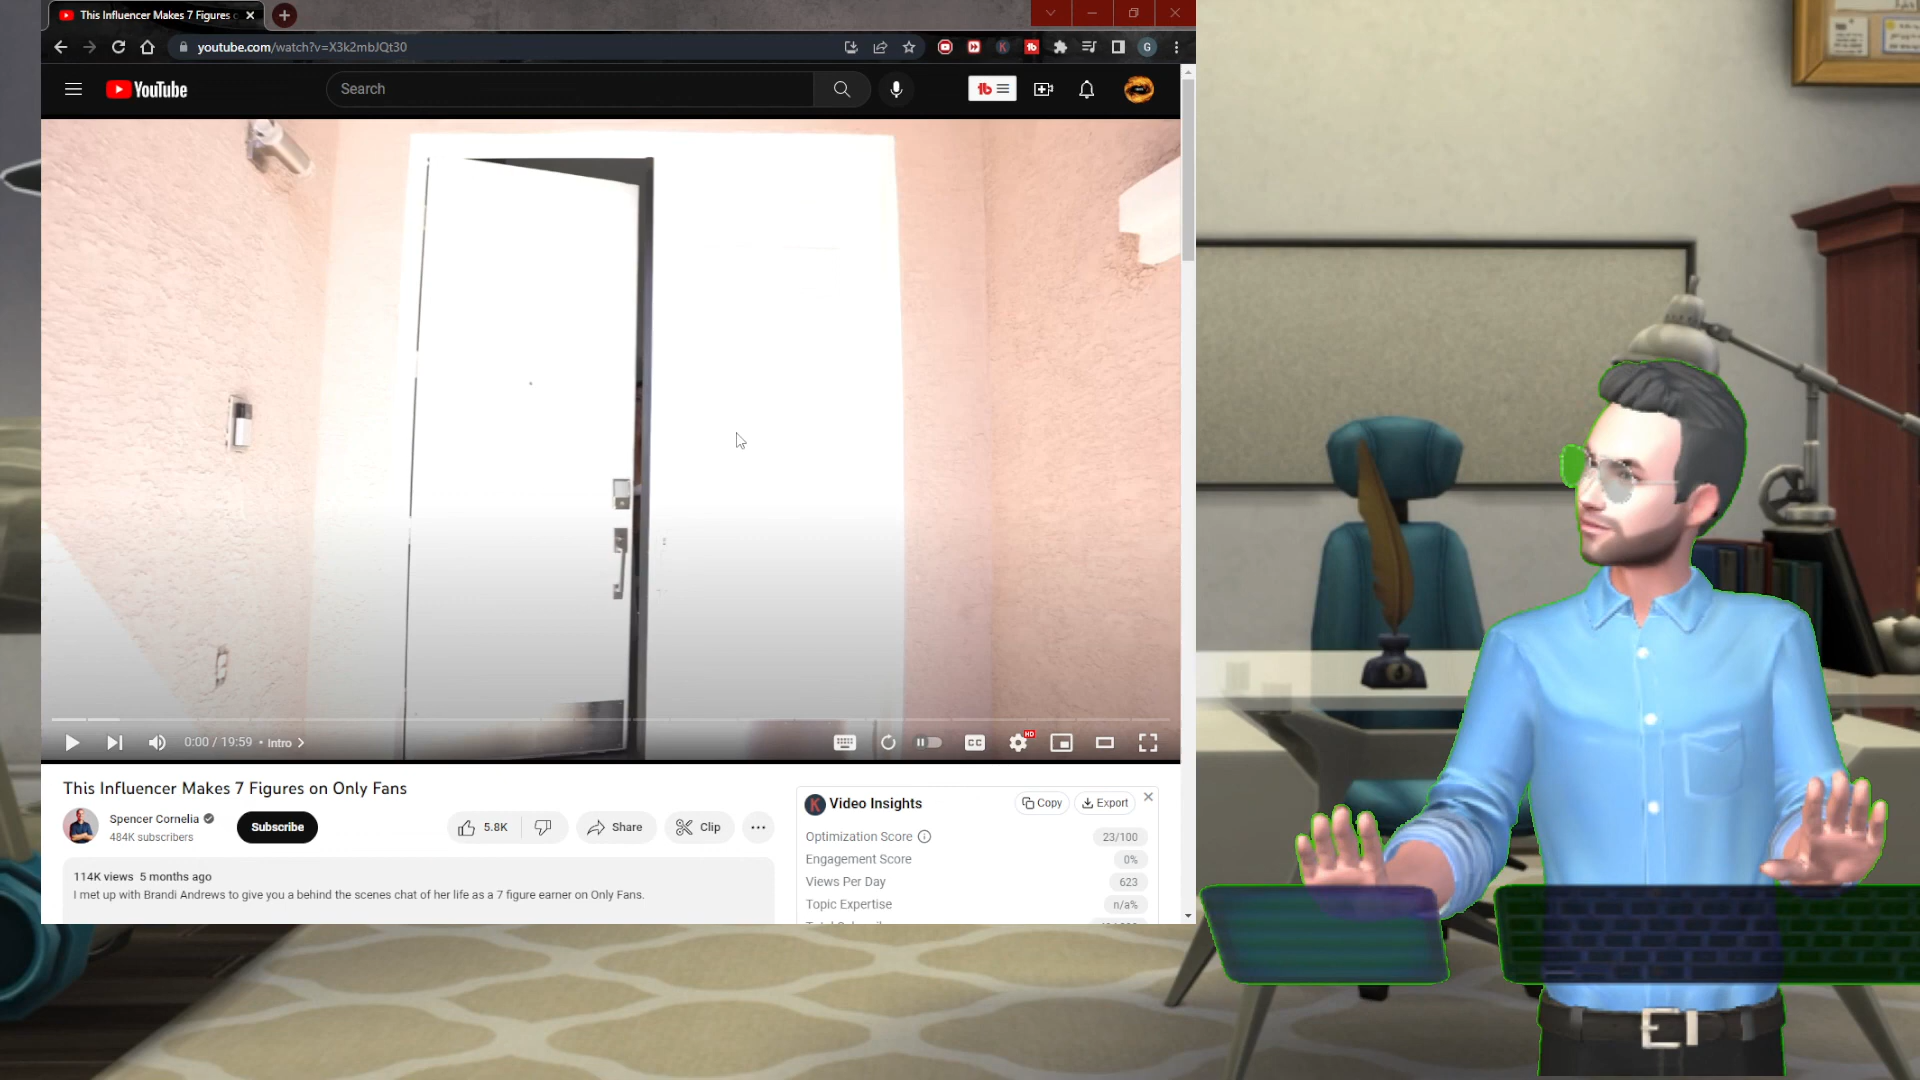 This Influencer Makes 7 Figures
youtube.com/watch?v=X3k2mbJQt30
G
YouTube
Search
tb
0:00 / 19:59 • Intro
CC
HD
This Influencer Makes 7 Figures on Only Fans
Spencer Cornelia
484K subscribers
Subscribe
5.8K
Share
Clip
114K views 5 months ago
I met up with Brandi Andrews to give you a behind the scenes chat of her life as a 7 figure earner on Only Fans.
K Video Insights
Copy
Export
Optimization Score 23/100
Engagement Score 0%
Views Per Day 623
Topic Expertise n/a%